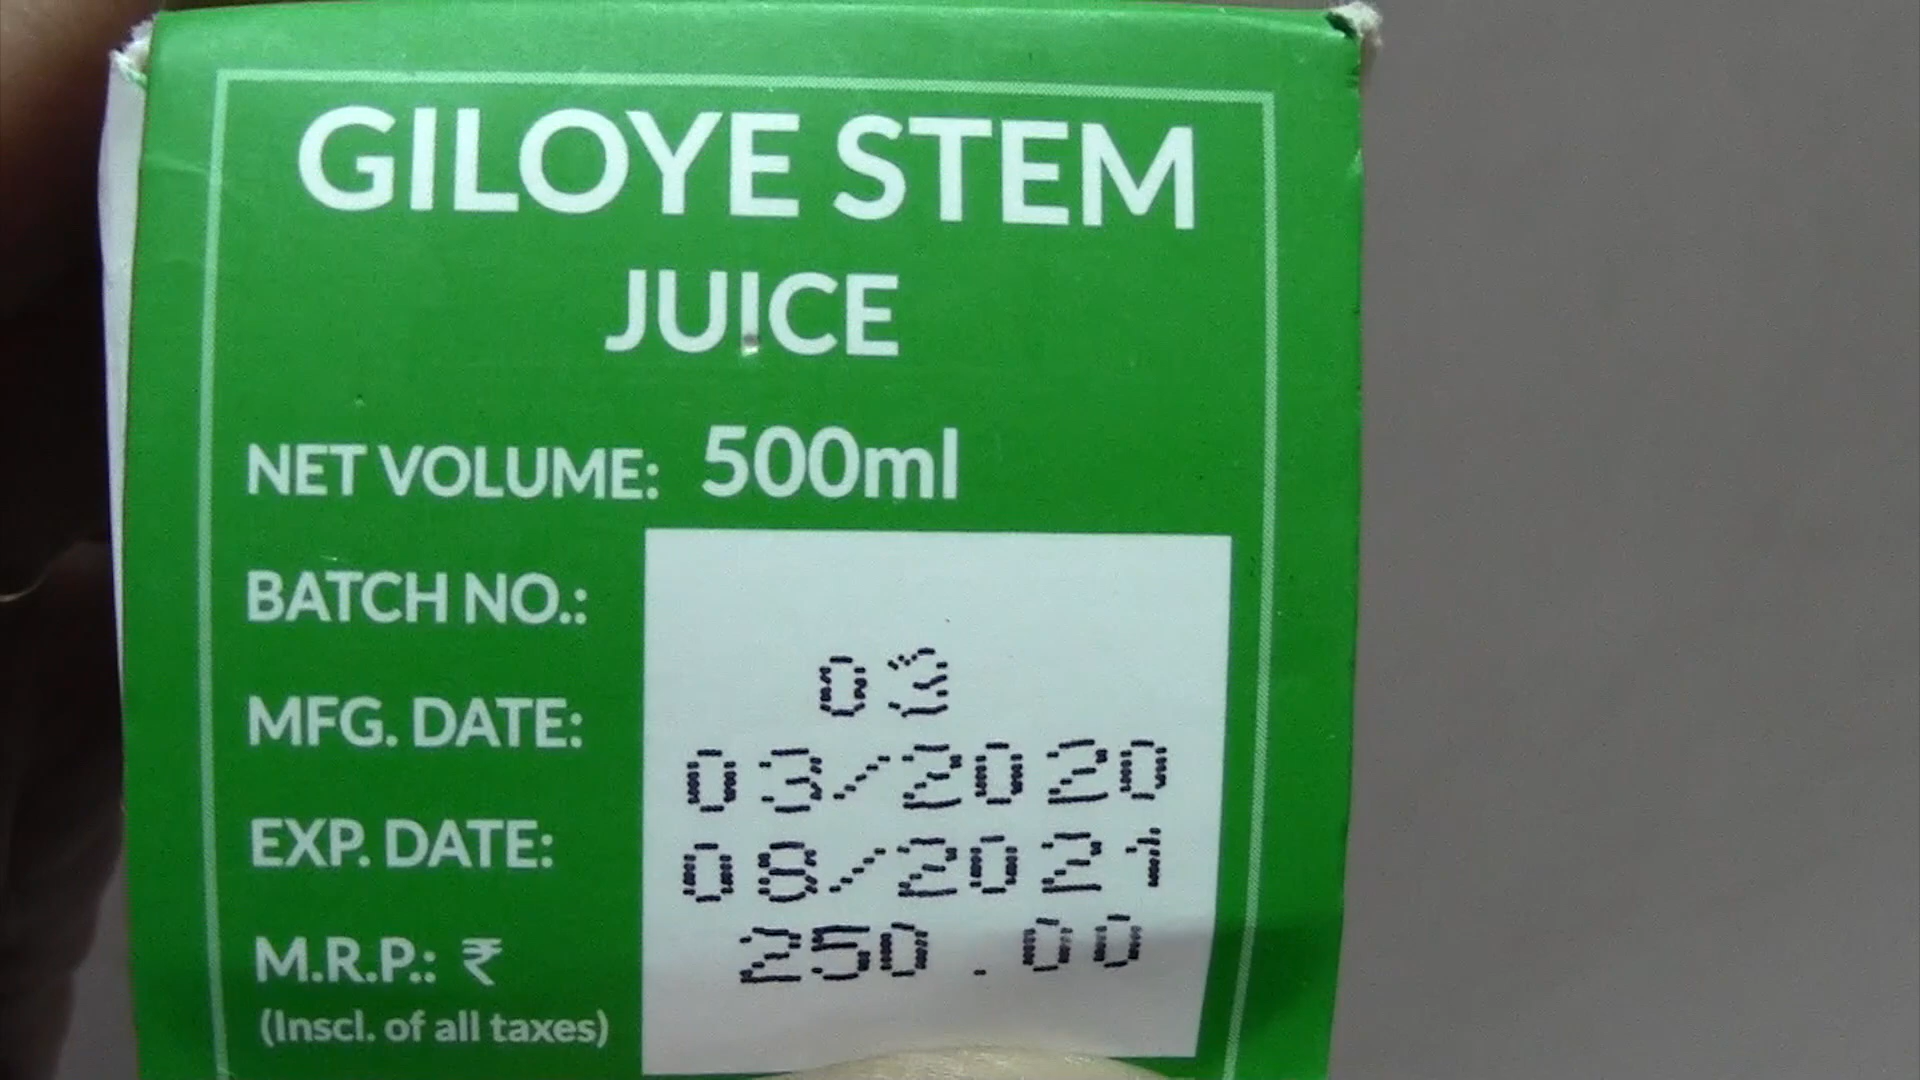 GILOYE STEM
JUICE
NET VOLUME: 500ml
BATCH NO.: 03
MFG. DATE: 03/2020
EXP. DATE: 08/2021
M.R.P.: ₹ 250.00
(Inscl. of all taxes)